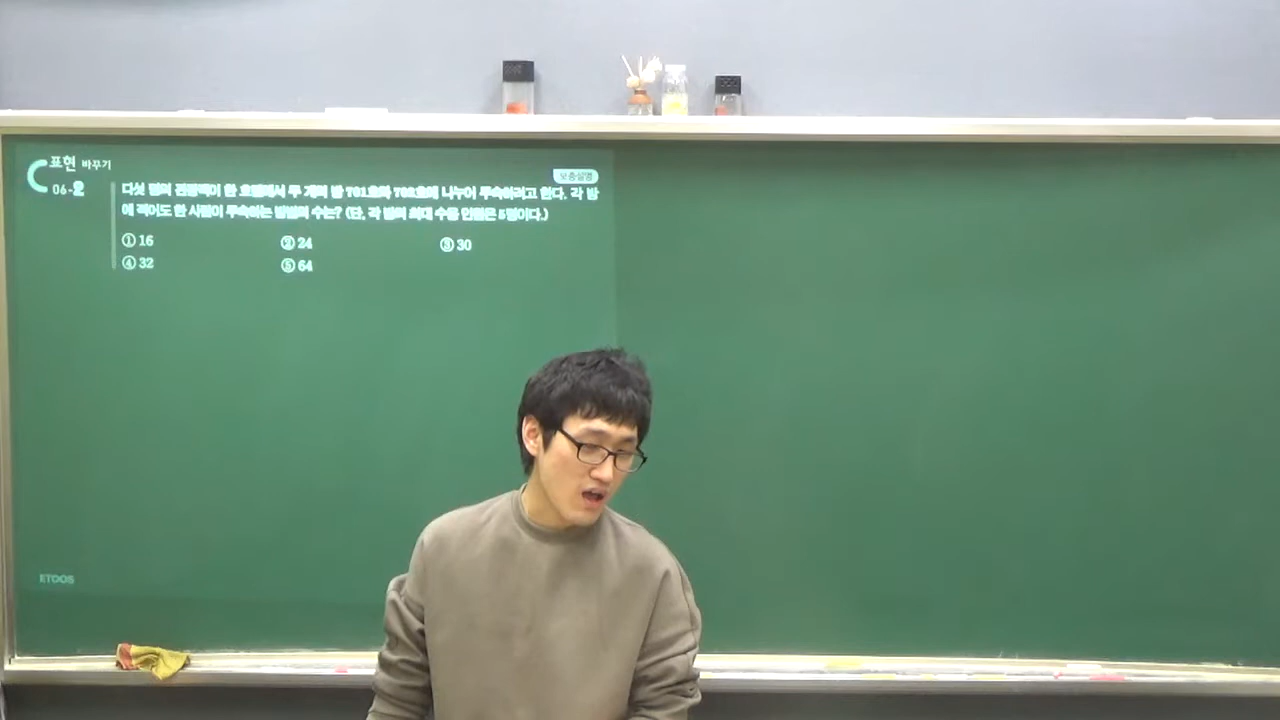 표현 바꾸기
06-2
보충설명
다섯 명의 관광객이 한 호텔에서 두 개의 방 701호와 702호에 나누어 투숙하려고 한다. 각 방
에 적어도 한 사람이 투숙하는 방법의 수는? (단, 각 방의 최대 수용 인원은 5명이다.)
① 16 ② 24 ③ 30
④ 32 ⑤ 64
ETOOS